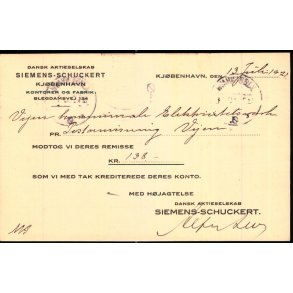 DANSK AKTIESELSKAB
SIEMENS-SCHUCKERT
KJØBENHAVN
KONTORER OG FABRIK:
BLEGDAMSVEJ 124
KJØBENHAVN, DEN 13 Juli 1921
Vejen kommunale Elektricitetsværk
PR. Vejen
MODTOG VI DERES REMISSE
KR. 138.-
SOM VI MED TAK KREDITEREDE DERES KONTO.
MED HØJAGTELSE
DANSK AKTIESELSKAB
SIEMENS-SCHUCKERT.